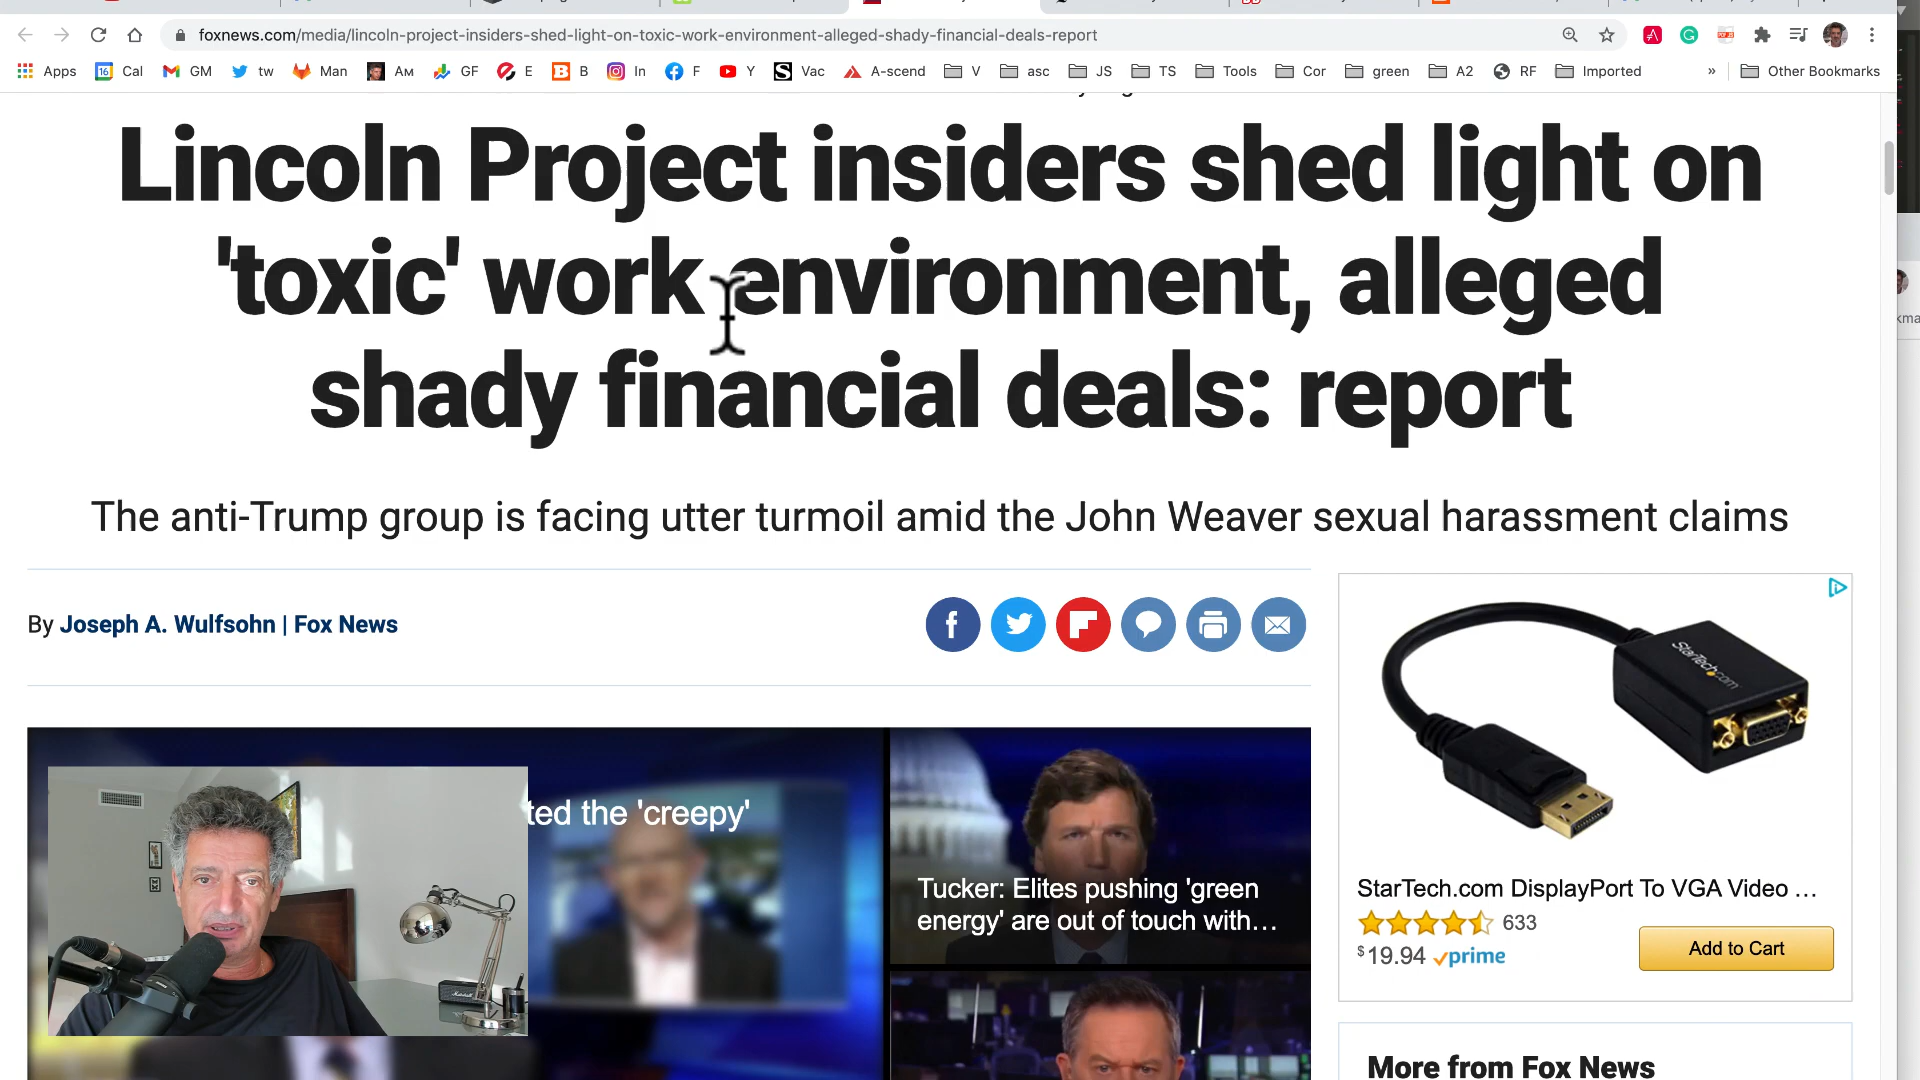 foxnews.com/media/lincoln-project-insiders-shed-light-on-toxic-work-environment-alleged-shady-financial-deals-report
Apps 16 Cal GM tw Man AM GF E B In F Y Vac A-scend V asc JS TS Tools Cor green A2 RF Imported » Other Bookmarks
Lincoln Project insiders shed light on
'toxic' work environment, alleged
shady financial deals: report
The anti-Trump group is facing utter turmoil amid the John Weaver sexual harassment claims
By Joseph A. Wulfsohn | Fox News
ted the 'creepy'
Tucker: Elites pushing 'green
energy' are out of touch with...
StarTech.com
StarTech.com DisplayPort To VGA Video ...
633
$19.94 prime
Add to Cart
More from Fox News
Marshall